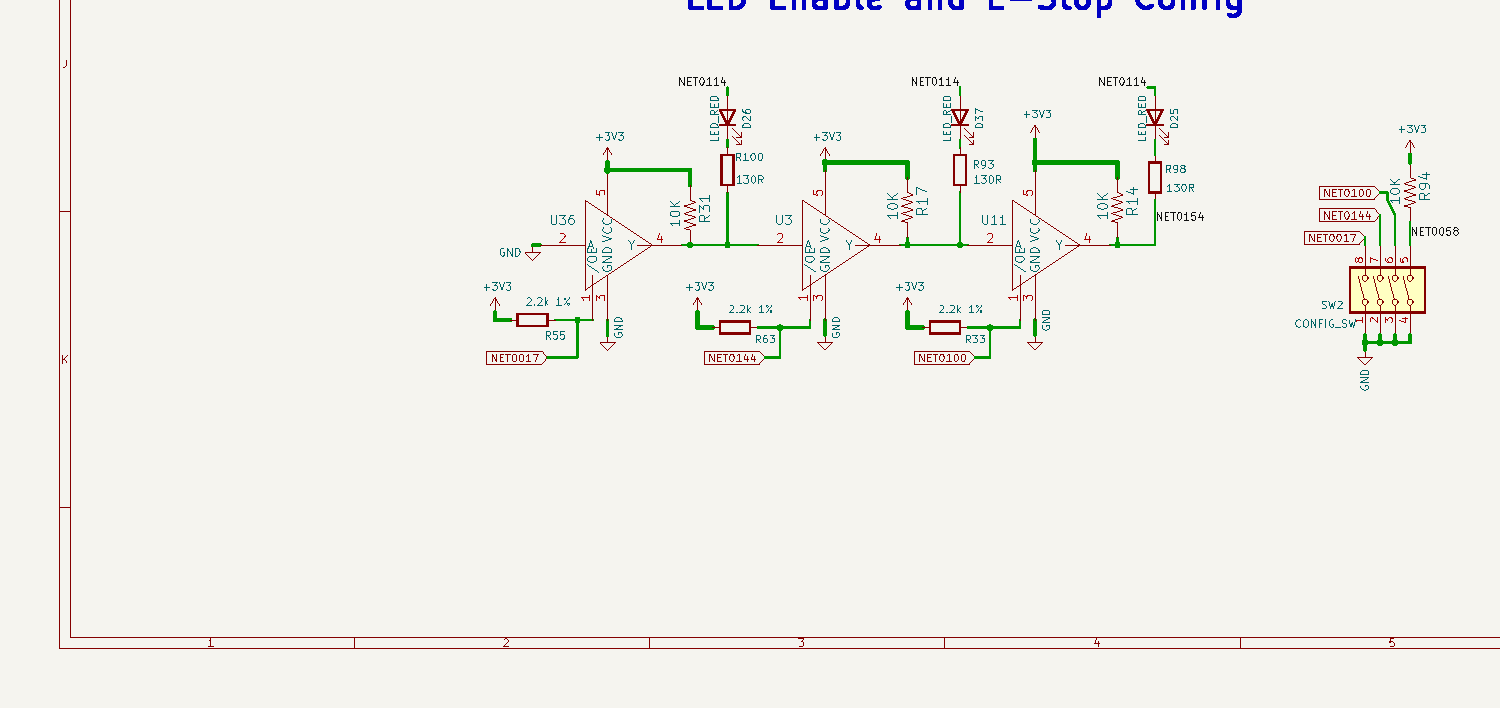 LED Enable and E-Stop Config
J
NET0114
NET0114
NET0114
LED_RED
D26
LED_RED
D37
LED_RED
D25
+3V3
+3V3
+3V3
+3V3
R100
130R
R93
130R
R98
130R
5
5
5
10K
R31
10K
R17
10K
R14
10K
R94
NET0100
NET0144
NET0017
NET0058
NET0154
U36
2
A
/OE
GND
VCC
Y
4
GND
U3
2
A
/OE
GND
VCC
Y
4
U11
2
A
/OE
GND
VCC
Y
4
8
7
6
5
SW2
CONFIG_SW
1
2
3
4
GND
+3V3
2.2k 1%
R55
1
3
GND
NET0017
+3V3
2.2k 1%
R63
1
3
GND
NET0144
+3V3
2.2k 1%
R33
1
3
GND
NET0100
K
1
2
3
4
5